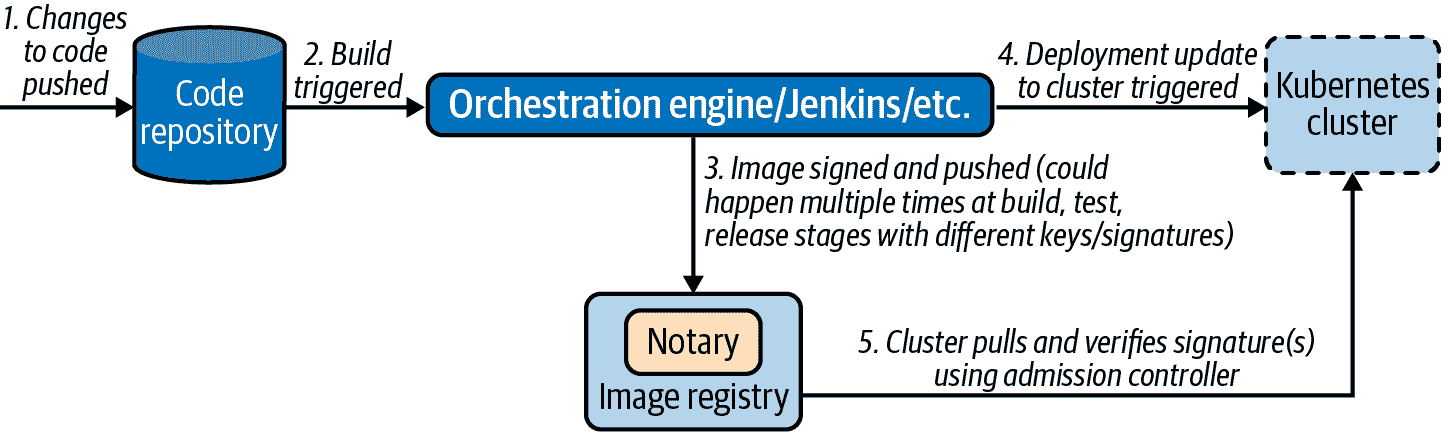 1. Changes
to code
pushed
Code
repository
2. Build
triggered
Orchestration engine/Jenkins/etc.
4. Deployment update
to cluster triggered
Kubernetes
cluster
3. Image signed and pushed (could
happen multiple times at build, test,
release stages with different keys/signatures)
Notary
Image registry
5. Cluster pulls and verifies signature(s)
using admission controller